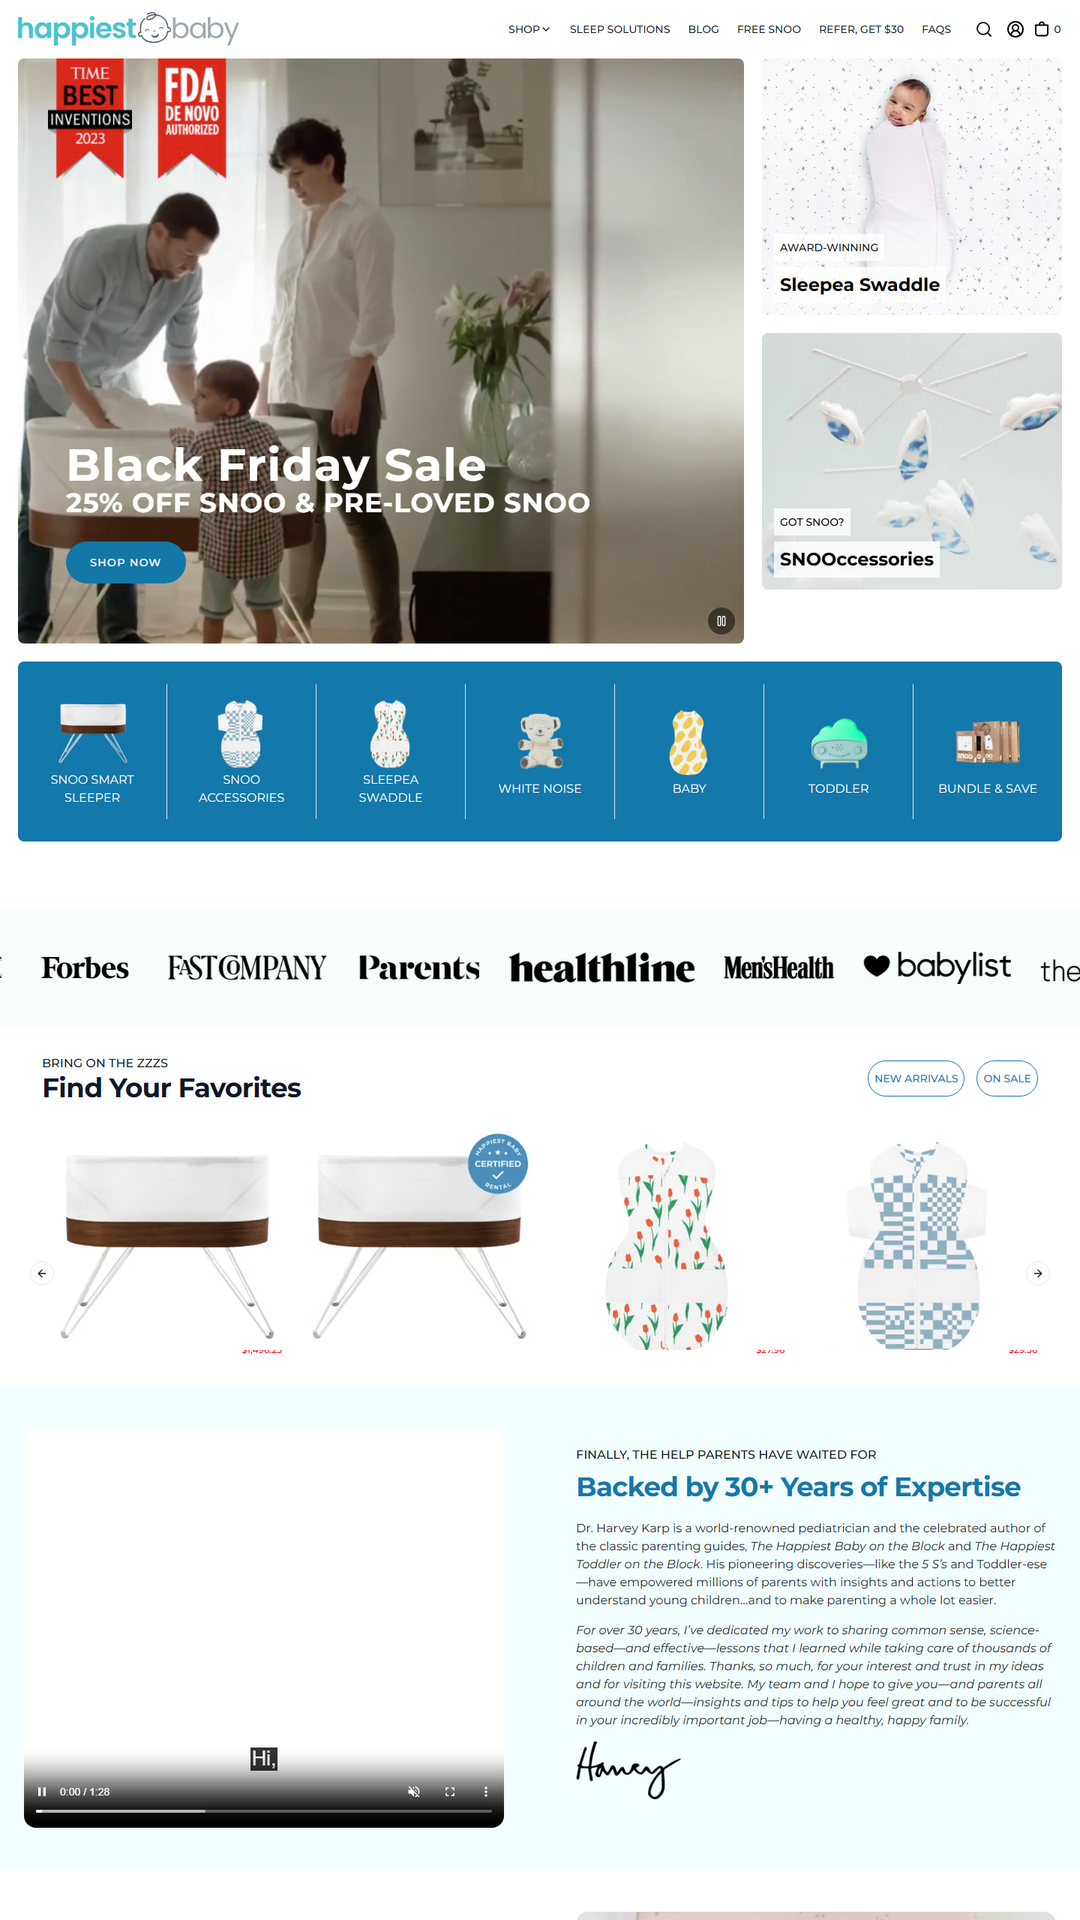 happiest baby
SHOP
SLEEP SOLUTIONS
BLOG
FREE SNOO
REFER, GET $30
FAQS
0
TIME
BEST
INVENTIONS
2023
FDA
DE NOVO
AUTHORIZED
Black Friday Sale
25% OFF SNOO & PRE-LOVED SNOO
SHOP NOW
AWARD-WINNING
Sleepea Swaddle
GOT SNOO?
SNOOccessories
SNOO SMART
SLEEPER
SNOO
ACCESSORIES
SLEEPEA
SWADDLE
WHITE NOISE
BABY
TODDLER
BUNDLE & SAVE
Forbes
FAST COMPANY
Parents
healthline
Men'sHealth
babylist
the
BRING ON THE ZZZS
Find Your Favorites
NEW ARRIVALS
ON SALE
HAPPIEST BABY
CERTIFIED
RENTAL
$27.96
FINALLY, THE HELP PARENTS HAVE WAITED FOR
Backed by 30+ Years of Expertise
Dr. Harvey Karp is a world-renowned pediatrician and the celebrated author of
the classic parenting guides, The Happiest Baby on the Block and The Happiest
Toddler on the Block. His pioneering discoveries—like the 5 S's and Toddler-ese
—have empowered millions of parents with insights and actions to better
understand young children...and to make parenting a whole lot easier.
For over 30 years, I've dedicated my work to sharing common sense, science-
based—and effective—lessons that I learned while taking care of thousands of
children and families. Thanks, so much, for your interest and trust in my ideas
and for visiting this website. My team and I hope to give you—and parents all
around the world—insights and tips to help you feel great and to be successful
in your incredibly important job—having a healthy, happy family.
Harvey
Hi,
0:00 / 1:28